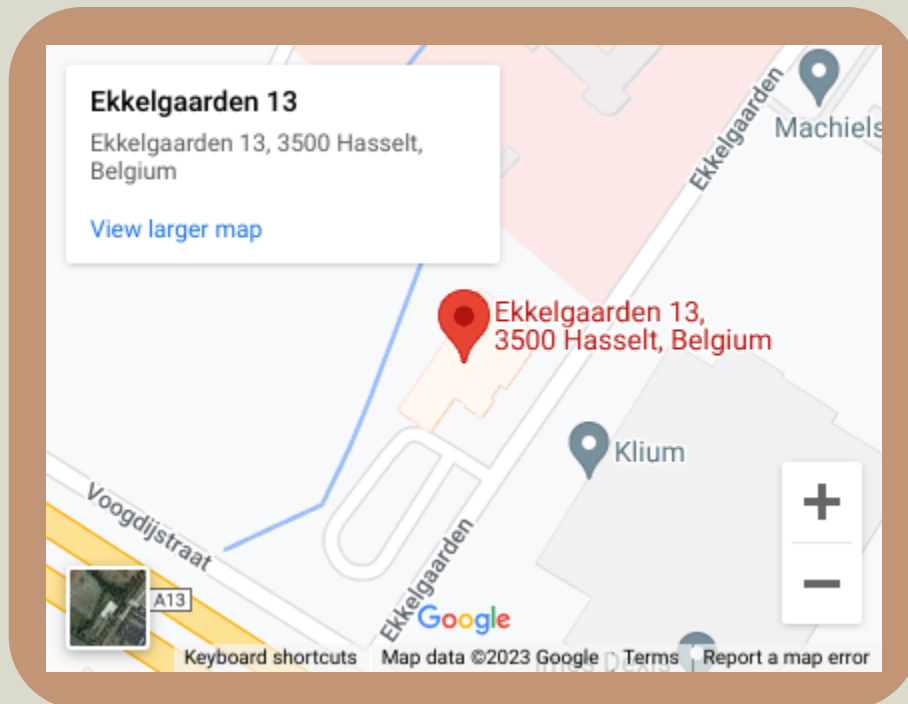 Ekkelgaarden 13
Ekkelgaarden 13, 3500 Hasselt,
Belgium
View larger map
Ekkelgaarden
Machiels
Ekkelgaarden 13,
3500 Hasselt, Belgium
Klium
Voogdijstraat
A13
Ekkelgaarden
Google
Keyboard shortcuts
Map data ©2023 Google
Terms
Report a map error